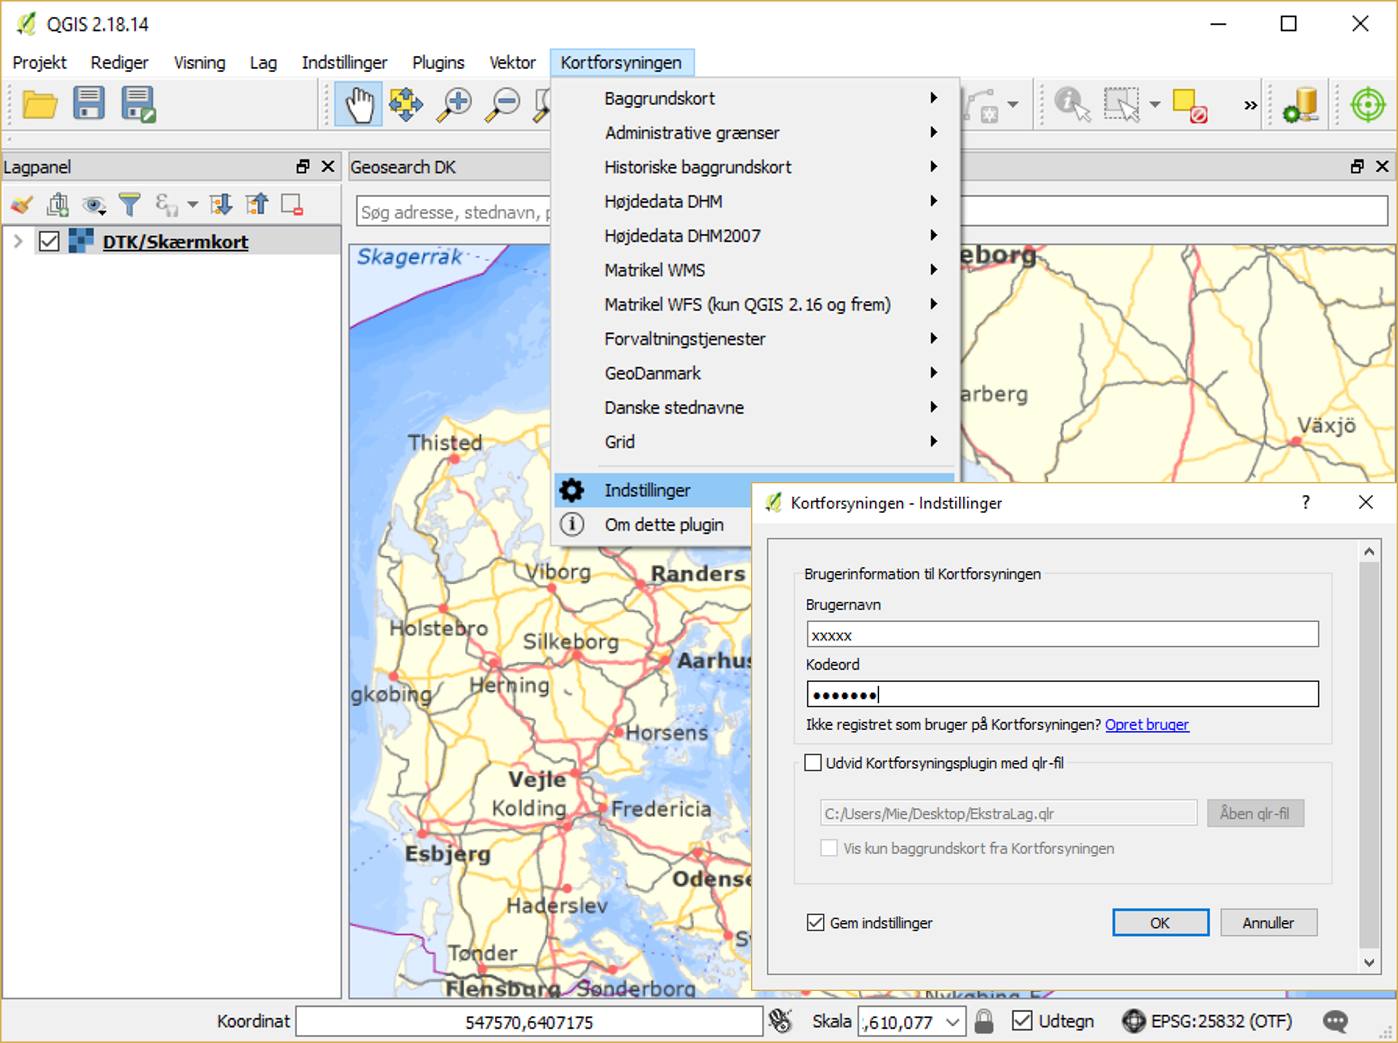 QGIS 2.18.14
Projekt Rediger Visning Lag Indstillinger Plugins Vektor Kortforsyningen
Baggrundskort
Administrative grænser
Historiske baggrundskort
Højdedata DHM
Højdedata DHM2007
Matrikel WMS
Matrikel WFS (kun QGIS 2.16 og frem)
Forvaltningstjenester
GeoDanmark
Danske stednavne
Grid
Indstillinger
Om dette plugin
Lagpanel
Geosearch DK
Søg adresse, stednavn, p
DTK/Skærmkort
Skagerrak
eborg
arberg
Växjö
Thisted
Viborg
Randers
Holstebro
Silkeborg
Aarhus
Herning
gkøbing
Horsens
Vejle
Kolding
Fredericia
Esbjerg
Odense
Haderslev
Sv
Tønder
Flensburg
Sønderborg
Nykøbing F
Kortforsyningen - Indstillinger ?
Brugerinformation til Kortforsyningen
Brugernavn
xxxxx
Kodeord
•••••••
Ikke registret som bruger på Kortforsyningen? Opret bruger
Udvid Kortforsyningsplugin med qlr-fil
C:/Users/Mie/Desktop/EkstraLag.qlr
Åben qlr-fil
Vis kun baggrundskort fra Kortforsyningen
Gem indstillinger
OK
Annuller
Koordinat 547570,6407175 Skala :,610,077 Udtegn EPSG:25832 (OTF)